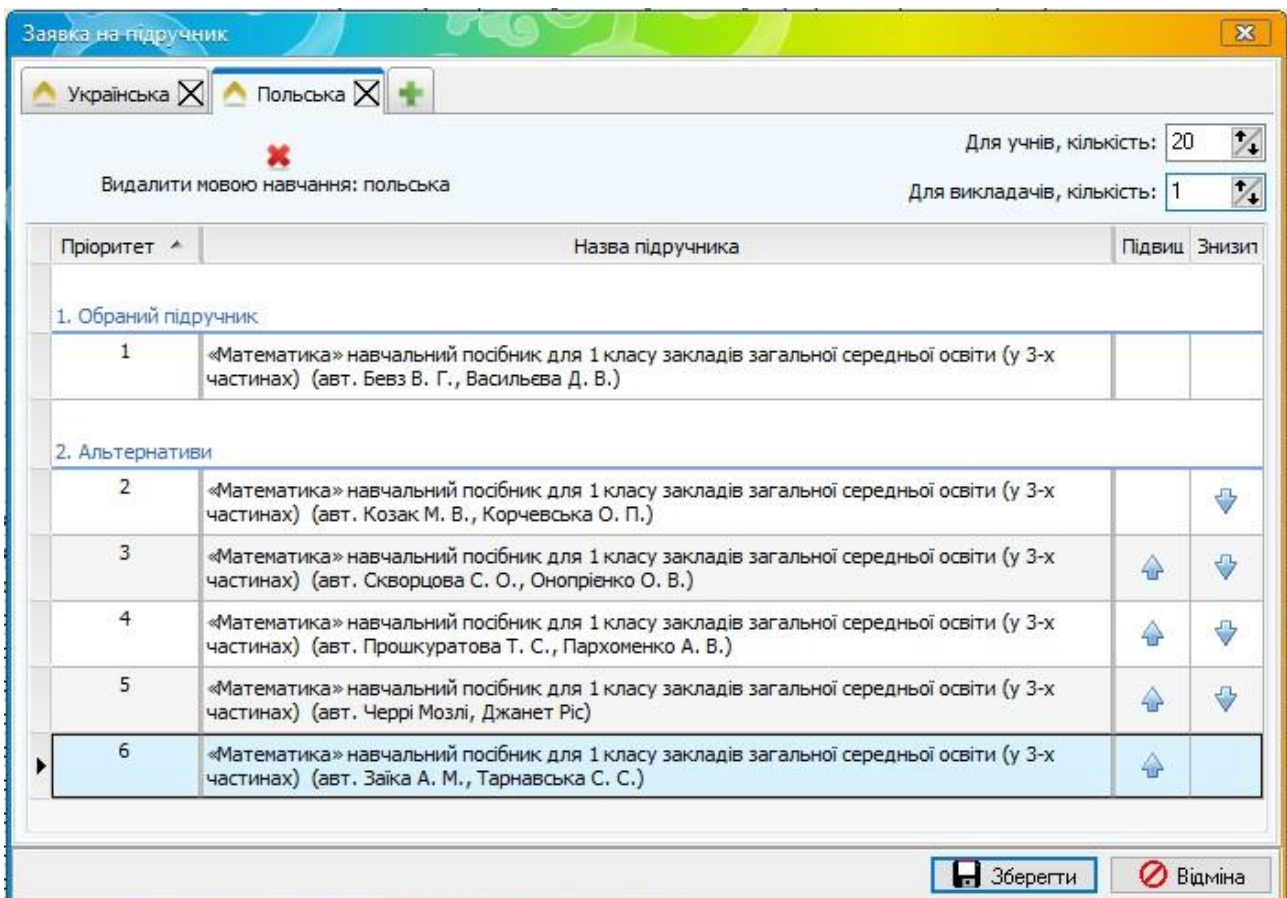 Заявка на підручник
Українська
Польська
Для учнів, кількість: 20
Видалити мовою навчання: польська
Для викладачів, кількість: 1
Пріоритет Назва підручника Підвищ Знизит
1. Обраний підручник
1 «Математика» навчальний посібник для 1 класу закладів загальної середньої освіти (у 3-х
частинах) (авт. Бевз В. Г., Васильєва Д. В.)
2. Альтернативи
2 «Математика» навчальний посібник для 1 класу закладів загальної середньої освіти (у 3-х
частинах) (авт. Козак М. В., Корчевська О. П.)
3 «Математика» навчальний посібник для 1 класу закладів загальної середньої освіти (у 3-х
частинах) (авт. Скворцова С. О., Онопрієнко О. В.)
4 «Математика» навчальний посібник для 1 класу закладів загальної середньої освіти (у 3-х
частинах) (авт. Прошкуратова Т. С., Пархоменко А. В.)
5 «Математика» навчальний посібник для 1 класу закладів загальної середньої освіти (у 3-х
частинах) (авт. Черрі Мозлі, Джанет Ріс)
6 «Математика» навчальний посібник для 1 класу закладів загальної середньої освіти (у 3-х
частинах) (авт. Заїка А. М., Тарнавська С. С.)
Зберегти
Відміна